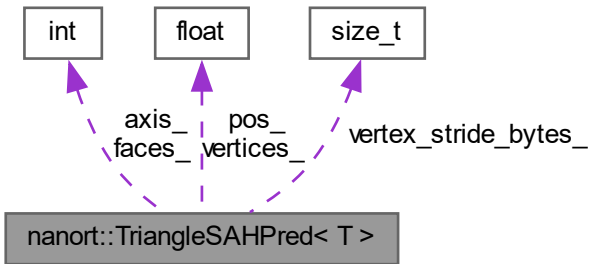 int
float
size_t
axis_
faces_
pos_
vertices_
vertex_stride_bytes_
nanort::TriangleSAHPred< T >